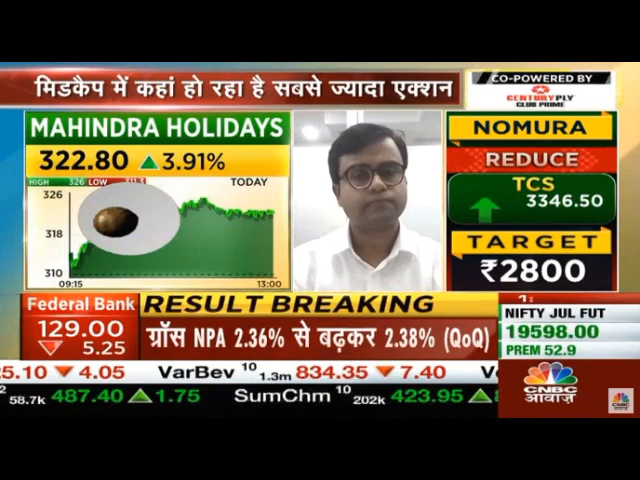 मिडकैप में कहां हो रहा है सबसे ज्यादा एक्शन
CO-POWERED BY
CENTURYPLY
CLUB PRIME
MAHINDRA HOLIDAYS
322.80 ▲ 3.91%
HIGH 326 LOW
TODAY
326
318
310
09:15 13:00
NOMURA
REDUCE
TCS
3346.50
TARGET
₹2800
Federal Bank
129.00
▽ 5.25
RESULT BREAKING
ग्रॉस NPA 2.36% से बढ़कर 2.38% (QoQ)
NIFTY JUL FUT
19598.00
PREM 52.9
25.10 ▼ 4.05 VarBev 10 1.3m 834.35 ▼ 7.40 Vo
58.7k 487.40 ▲ 1.75 SumChm 10 202k 423.95 ▲
CNBC
आवाज़
CNBC